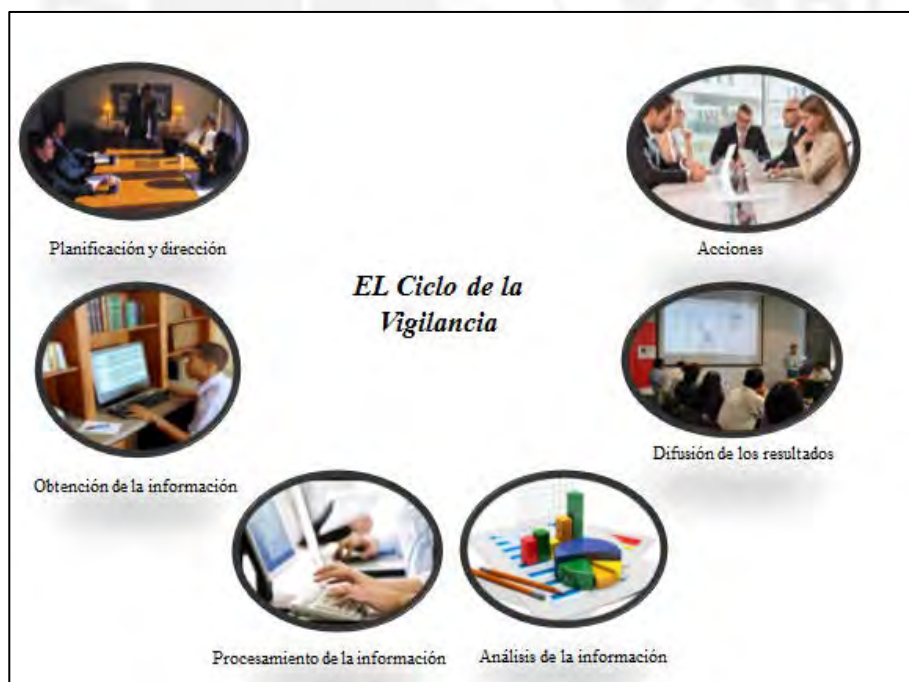 Planificación y dirección
Acciones
EL Ciclo de la
Vigilancia
Obtención de la información
Difusión de los resultados
Procesamiento de la información
Análisis de la información